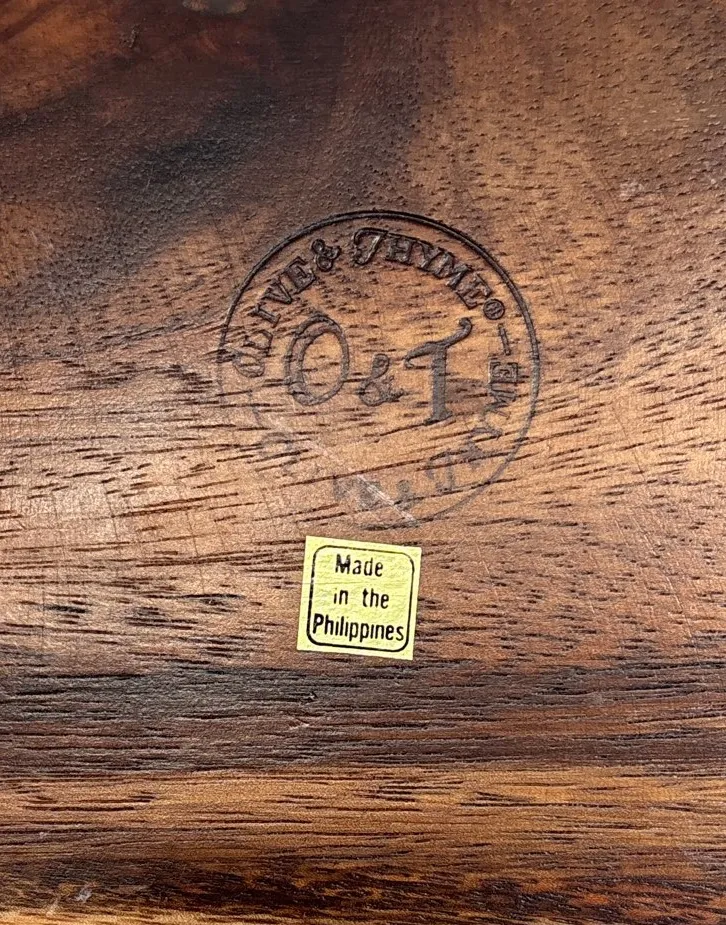 OLIVE & THYME®
O & T
Made
in the
Philippines